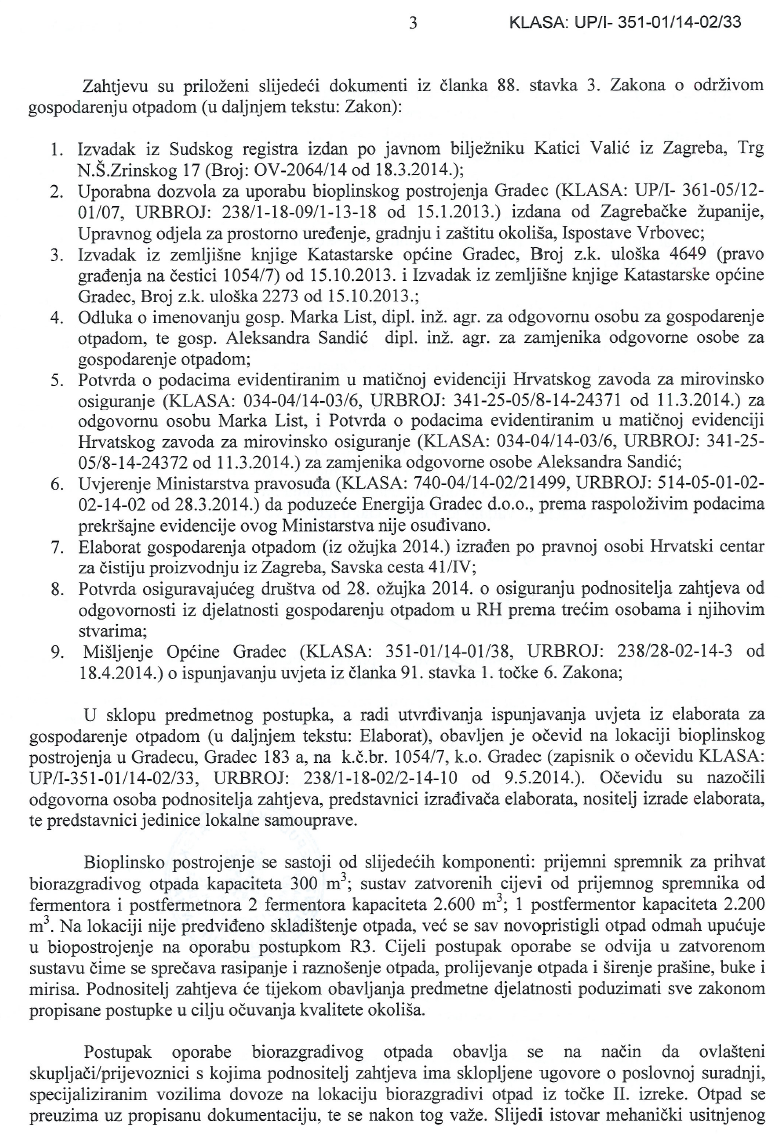 3
KLASA: UP/I- 351-01/14-02/33
Zahtjevu su priloženi slijedeći dokumenti iz članka 88. stavka 3. Zakona o održivom
gospodarenju otpadom (u daljnjem tekstu: Zakon):
1. Izvadak iz Sudskog registra izdan po javnom bilježniku Katici Valić iz Zagreba, Trg
N.Š.Zrinskog 17 (Broj: OV-2064/14 od 18.3.2014.);
2. Uporabna dozvola za uporabu bioplinskog postrojenja Gradec (KLASA: UP/I- 361-05/12-
01/07, URBROJ: 238/1-18-09/1-13-18 od 15.1.2013.) izdana od Zagrebačke županije,
Upravnog odjela za prostorno uređenje, gradnju i zaštitu okoliša, Ispostave Vrbovec;
3. Izvadak iz zemljišne knjige Katastarske općine Gradec, Broj z.k. uloška 4649 (pravo
građenja na čestici 1054/7) od 15.10.2013. i Izvadak iz zemljišne knjige Katastarske općine
Gradec, Broj z.k. uloška 2273 od 15.10.2013.;
4. Odluka o imenovanju gosp. Marka List, dipl. inž. agr. za odgovornu osobu za gospodarenje
otpadom, te gosp. Aleksandra Sandić dipl. inž. agr. za zamjenika odgovorne osobe za
gospodarenje otpadom;
5. Potvrda o podacima evidentiranim u matičnoj evidenciji Hrvatskog zavoda za mirovinsko
osiguranje (KLASA: 034-04/14-03/6, URBROJ: 341-25-05/8-14-24371 od 11.3.2014.) za
odgovornu osobu Marka List, i Potvrda o podacima evidentiranim u matičnoj evidenciji
Hrvatskog zavoda za mirovinsko osiguranje (KLASA: 034-04/14-03/6, URBROJ: 341-25-
05/8-14-24372 od 11.3.2014.) za zamjenika odgovorne osobe Aleksandra Sandić;
6. Uvjerenje Ministarstva pravosuđa (KLASA: 740-04/14-02/21499, URBROJ: 514-05-01-02-
02-14-02 od 28.3.2014.) da poduzeće Energija Gradec d.o.o., prema raspoloživim podacima
prekršajne evidencije ovog Ministarstva nije osuđivano.
7. Elaborat gospodarenja otpadom (iz ožujka 2014.) izrađen po pravnoj osobi Hrvatski centar
za čistiju proizvodnju iz Zagreba, Savska cesta 41/IV;
8. Potvrda osiguravajućeg društva od 28. ožujka 2014. o osiguranju podnositelja zahtjeva od
odgovornosti iz djelatnosti gospodarenju otpadom u RH prema trećim osobama i njihovim
stvarima;
9. Mišljenje Općine Gradec (KLASA: 351-01/14-01/38, URBROJ: 238/28-02-14-3 od
18.4.2014.) o ispunjavanju uvjeta iz članka 91. stavka 1. točke 6. Zakona;
U sklopu predmetnog postupka, a radi utvrđivanja ispunjavanja uvjeta iz elaborata za
gospodarenje otpadom (u daljnjem tekstu: Elaborat), obavljen je očevid na lokaciji bioplinskog
postrojenja u Gradecu, Gradec 183 a, na k.č.br. 1054/7, k.o. Gradec (zapisnik o očevidu KLASA:
UP/I-351-01/14-02/33, URBROJ: 238/1-18-02/2-14-10 od 9.5.2014.). Očevidu su nazočili
odgovorna osoba podnositelja zahtjeva, predstavnici izrađivača elaborata, nositelj izrade elaborata,
te predstavnici jedinice lokalne samouprave.
Bioplinsko postrojenje se sastoji od slijedećih komponenti: prijemni spremnik za prihvat
biorazgradivog otpada kapaciteta 300 m³; sustav zatvorenih cijevi od prijemnog spremnika od
fermentora i postfermetnora 2 fermentora kapaciteta 2.600 m³; 1 postfermentor kapaciteta 2.200
m³. Na lokaciji nije predviđeno skladištenje otpada, već se sav novopristigli otpad odmah upućuje
u biopostrojenje na oporabu postupkom R3. Cijeli postupak oporabe se odvija u zatvorenom
sustavu čime se sprečava rasipanje i raznošenje otpada, prolijevanje otpada i širenje prašine, buke i
mirisa. Podnositelj zahtjeva će tijekom obavljanja predmetne djelatnosti poduzimati sve zakonom
propisane postupke u cilju očuvanja kvalitete okoliša.
Postupak oporabe biorazgradivog otpada obavlja se na način da ovlašteni
skupljači/prijevoznici s kojima podnositelj zahtjeva ima sklopljene ugovore o poslovnoj suradnji,
specijaliziranim vozilima dovoze na lokaciju biorazgradivi otpad iz točke II. izreke. Otpad se
preuzima uz propisanu dokumentaciju, te se nakon tog važe. Slijedi istovar mehanički usitnjenog